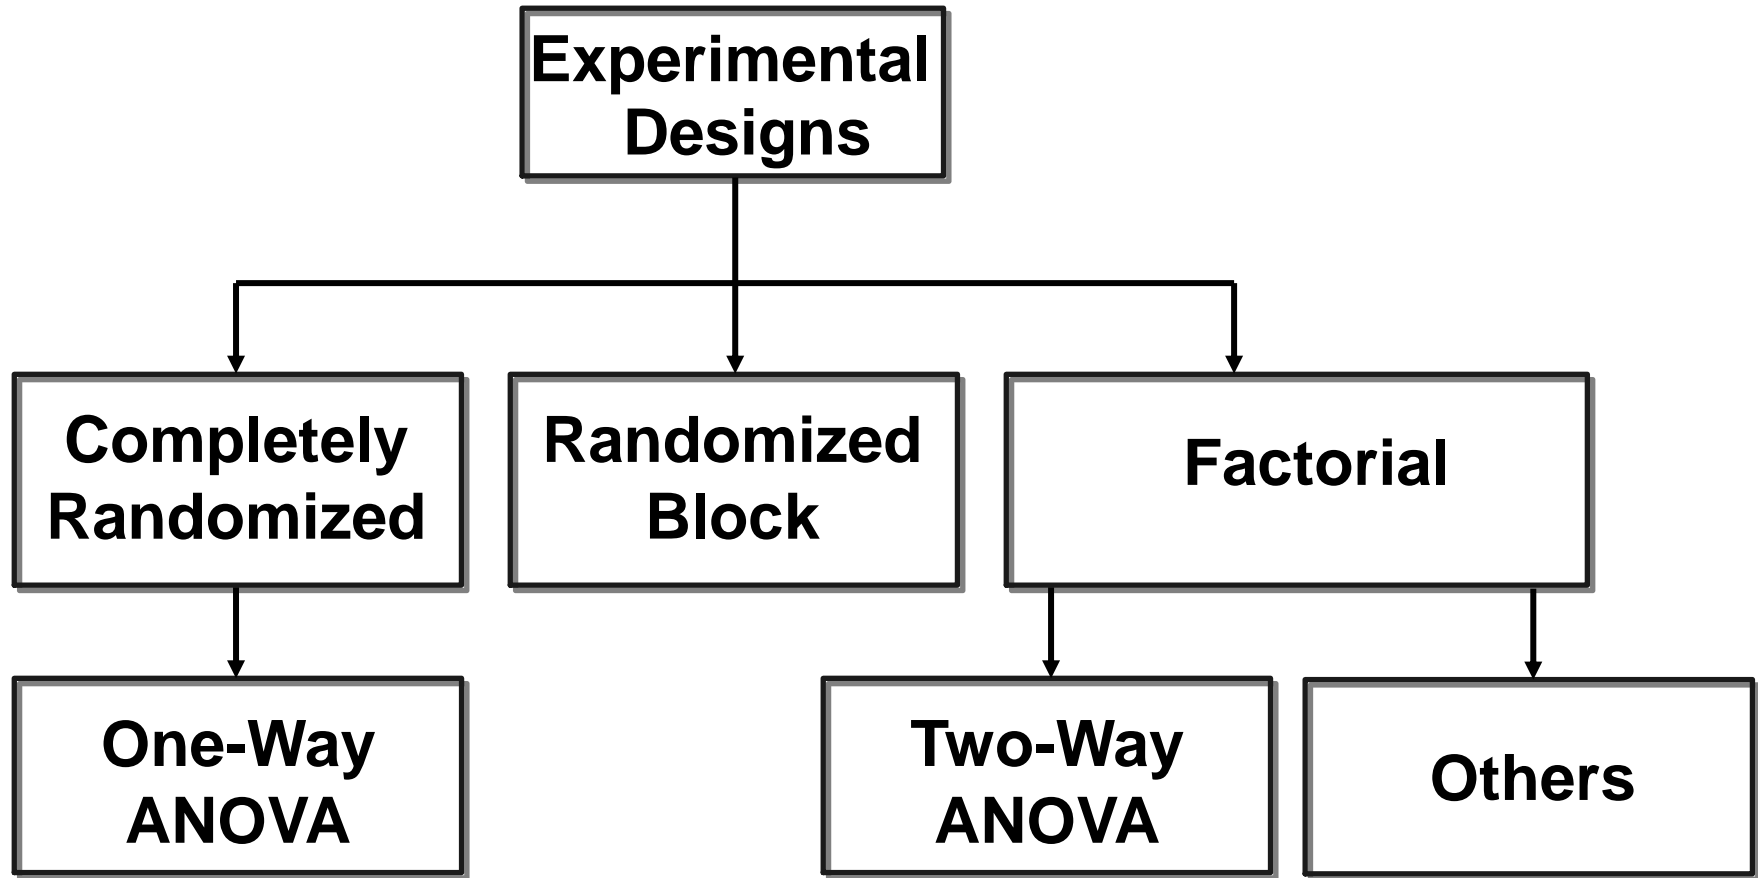 Experimental
Designs
Completely
Randomized
Randomized
Block
Factorial
One-Way
ANOVA
Two-Way
ANOVA
Others